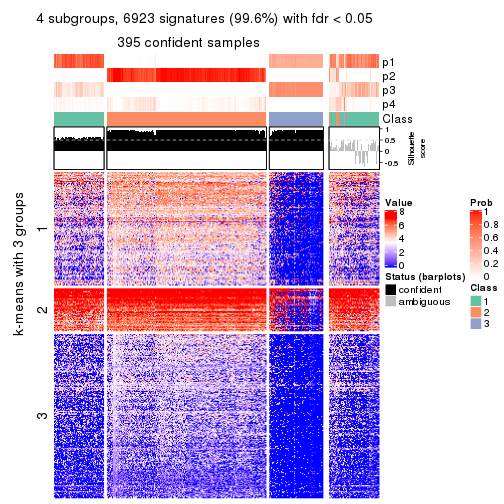 4 subgroups, 6923 signatures (99.6%) with fdr < 0.05
395 confident samples
p1
p2
p3
p4
Class
1
0.5
0
-0.5
Silhouette
score
k-means with 3 groups
1
2
3
Value
8
6
4
2
0
Status (barplots)
confident
ambiguous
Prob
1
0.8
0.6
0.4
0.2
0
Class
1
2
3